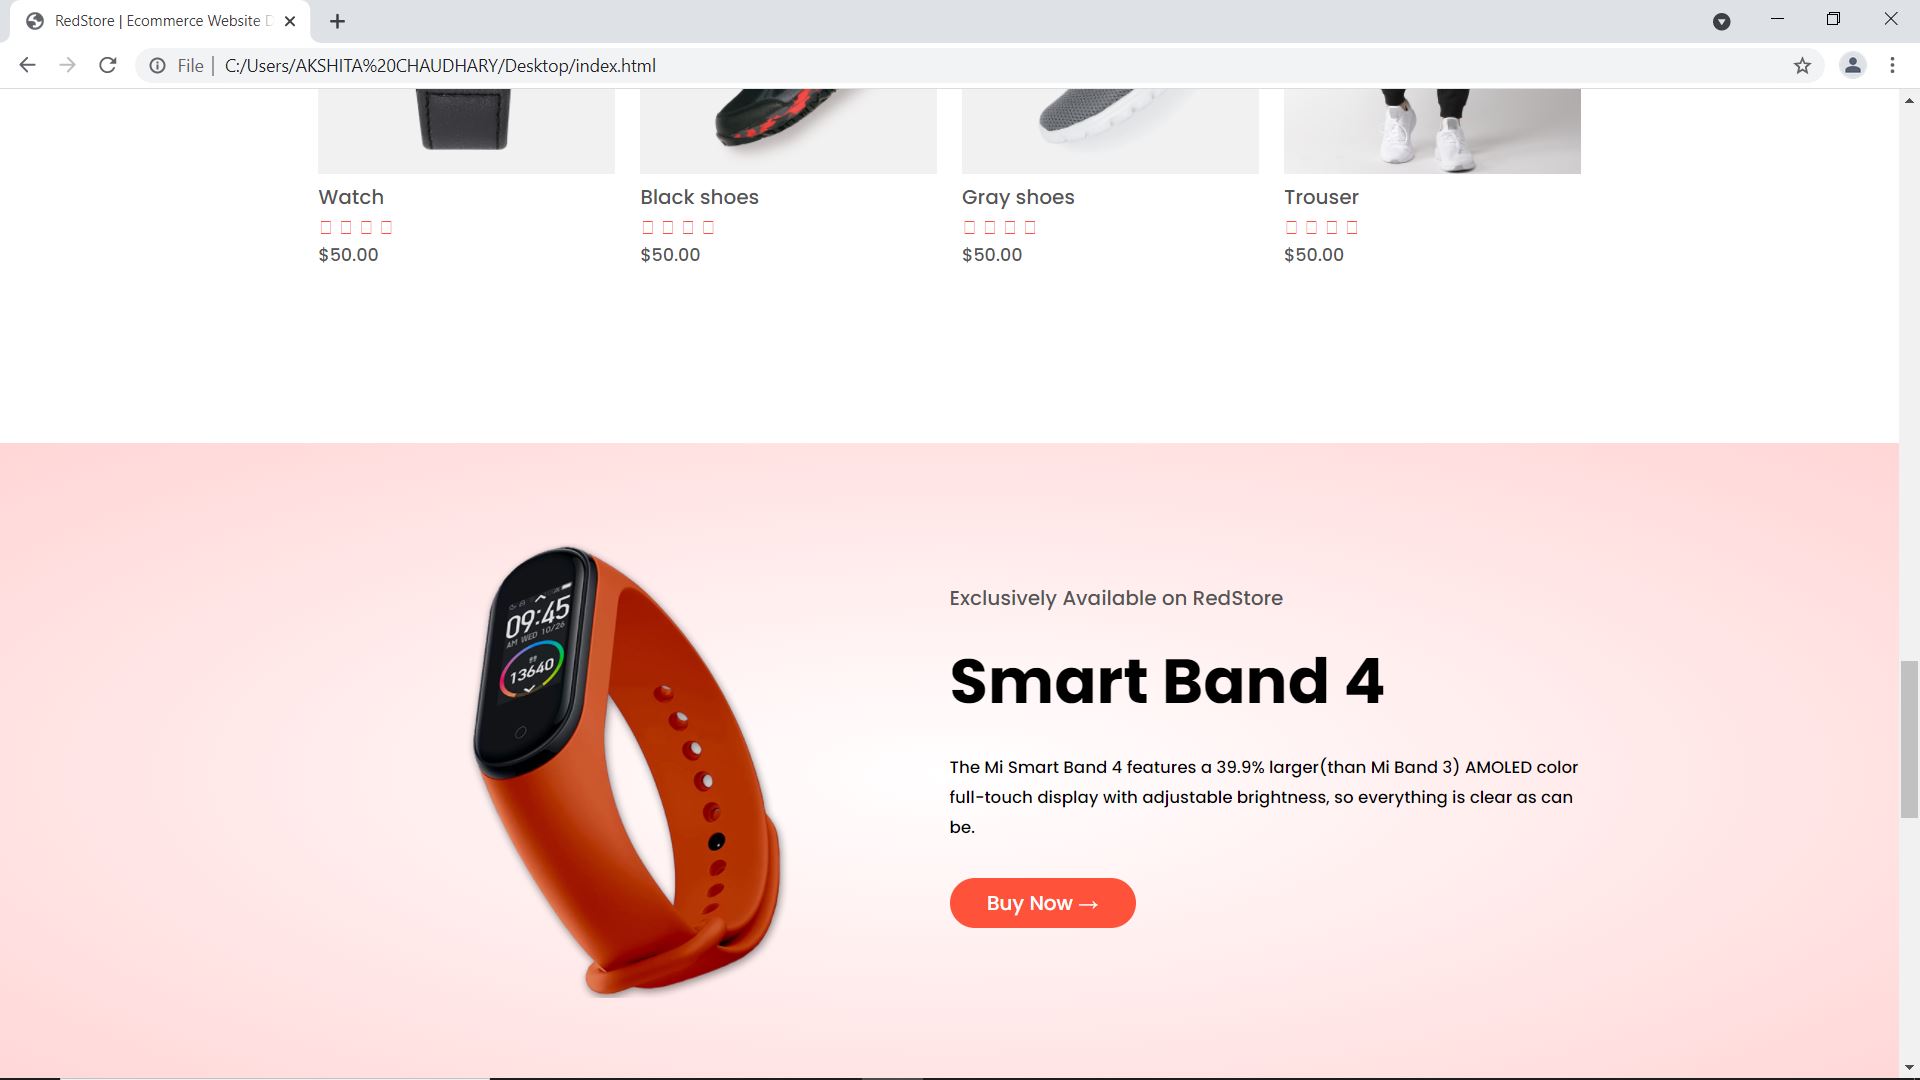 RedStore | Ecommerce Website D
File | C:/Users/AKSHITA%20CHAUDHARY/Desktop/index.html
Watch
$50.00
Black shoes
$50.00
Gray shoes
$50.00
Trouser
$50.00
09:45
AM WED 10/26
13640
Exclusively Available on RedStore
Smart Band 4
The Mi Smart Band 4 features a 39.9% larger(than Mi Band 3) AMOLED color
full-touch display with adjustable brightness, so everything is clear as can
be.
Buy Now →